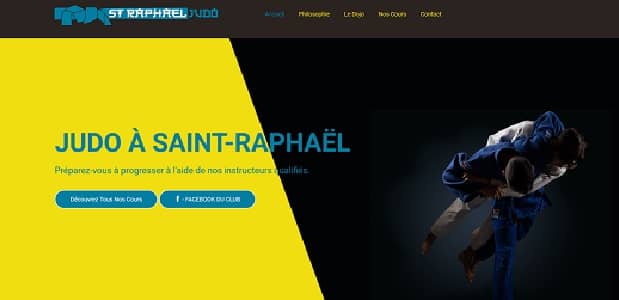 ST RAPHAEL JUDO
Accueil Philosophie Le Dojo Nos Cours Contact
JUDO À SAINT-RAPHAËL
Préparez-vous à progresser à l'aide de nos instructeurs qualifiés.
Découvrez Tous Nos Cours f - FACEBOOK DU CLUB